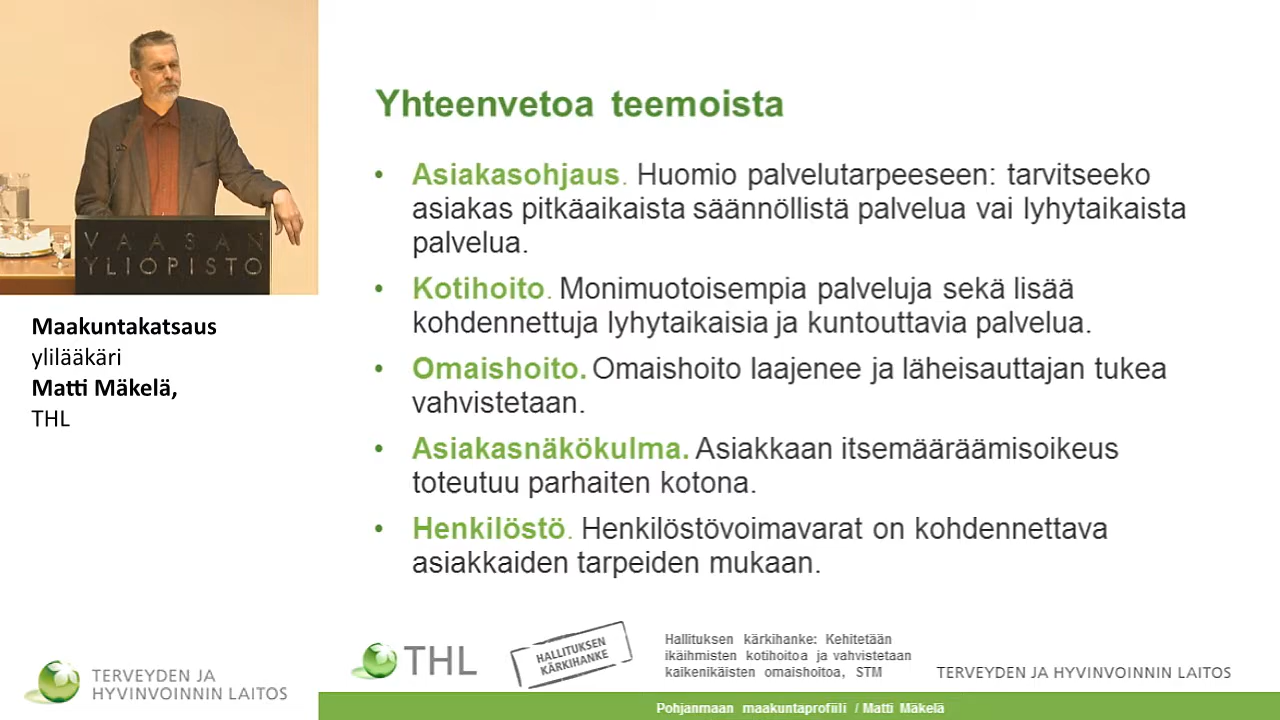 VAASAN
YLIOPISTO
Maakuntakatsaus
ylilääkäri
Matti Mäkelä,
THL
TERVEYDEN JA
HYVINVOINNIN LAITOS
Yhteenvetoa teemoista
• Asiakasohjaus. Huomio palvelutarpeeseen: tarvitseeko
asiakas pitkäaikaista säännöllistä palvelua vai lyhytaikaista
palvelua.
• Kotihoito. Monimuotoisempia palveluja sekä lisää
kohdennettuja lyhytaikaisia ja kuntouttavia palvelua.
• Omaishoito. Omaishoito laajenee ja läheisauttajan tukea
vahvistetaan.
• Asiakasnäkökulma. Asiakkaan itsemääräämisoikeus
toteutuu parhaiten kotona.
• Henkilöstö. Henkilöstövoimavarat on kohdennettava
asiakkaiden tarpeiden mukaan.
THL
HALLITUKSEN
KÄRKIHANKE
Hallituksen kärkihanke: Kehitetään
ikäihmisten kotihoitoa ja vahvistetaan
kaikenikäisten omaishoitoa, STM
TERVEYDEN JA HYVINVOINNIN LAITOS
Pohjanmaan maakuntaprofiili / Matti Mäkelä